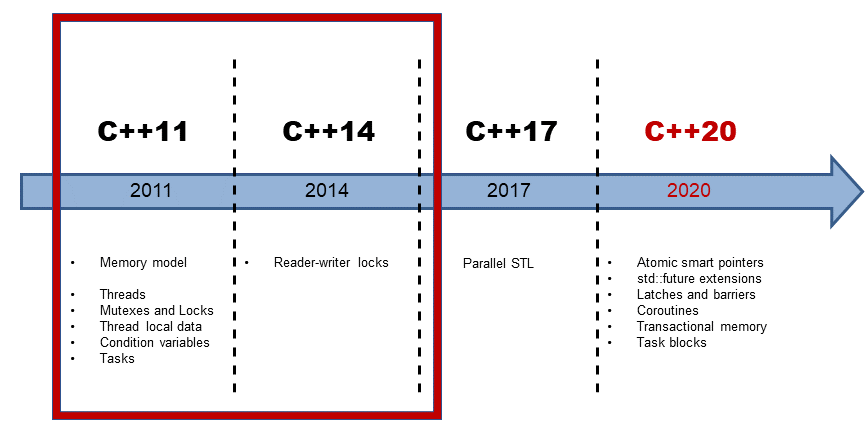 C++11
C++14
C++17
C++20
2011
2014
2017
2020
• Memory model
• Threads
• Mutexes and Locks
• Thread local data
• Condition variables
• Tasks
• Reader-writer locks
Parallel STL
• Atomic smart pointers
• std::future extensions
• Latches and barriers
• Coroutines
• Transactional memory
• Task blocks